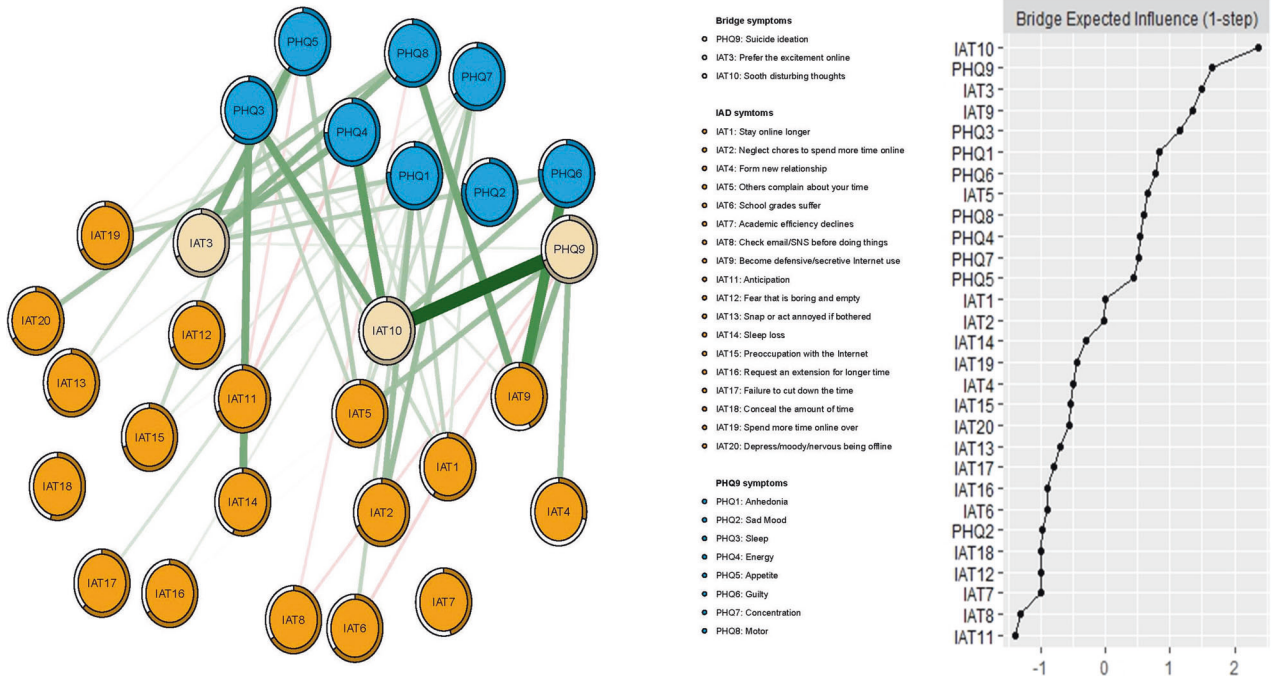 PHQ5
PHQ8
PHQ7
PHQ3
PHQ4
PHQ1
PHQ2
PHQ6
IAT19
IAT3
PHQ9
IAT20
IAT12
IAT10
IAT13
IAT11
IAT5
IAT9
IAT15
IAT1
IAT18
IAT14
IAT2
IAT4
IAT17
IAT16
IAT8
IAT6
IAT7
Bridge symptoms
PHQ9: Suicide ideation
IAT3: Prefer the excitement online
IAT10: Sooth disturbing thoughts
IAD symtoms
IAT1: Stay online longer
IAT2: Neglect chores to spend more time online
IAT4: Form new relationship
IAT5: Others complain about your time
IAT6: School grades suffer
IAT7: Academic efficiency declines
IAT8: Check email/SNS before doing things
IAT9: Become defensive/secretive Internet use
IAT11: Anticipation
IAT12: Fear that is boring and empty
IAT13: Snap or act annoyed if bothered
IAT14: Sleep loss
IAT15: Preoccupation with the Internet
IAT16: Request an extension for longer time
IAT17: Failure to cut down the time
IAT18: Conceal the amount of time
IAT19: Spend more time online over
IAT20: Depress/moody/nervous being offline
PHQ9 symptoms
PHQ1: Anhedonia
PHQ2: Sad Mood
PHQ3: Sleep
PHQ4: Energy
PHQ5: Appetite
PHQ6: Guilty
PHQ7: Concentration
PHQ8: Motor
Bridge Expected Influence (1-step)
IAT10
PHQ9
IAT3
IAT9
PHQ3
PHQ1
PHQ6
IAT5
PHQ8
PHQ4
PHQ7
PHQ5
IAT1
IAT2
IAT14
IAT19
IAT4
IAT15
IAT20
IAT13
IAT17
IAT16
IAT6
PHQ2
IAT18
IAT12
IAT7
IAT8
IAT11
-1 0 1 2